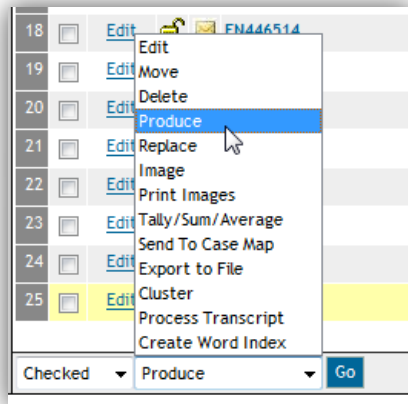 18 Edit EN446514
Edit
19 Edit Move
Delete
20 Edit Produce
21 Edit Replace
Image
22 Edit Print Images
23 Edit Tally/Sum/Average
Send To Case Map
24 Edit Export to File
25 Edit Cluster
Process Transcript
Create Word Index
Checked Produce Go